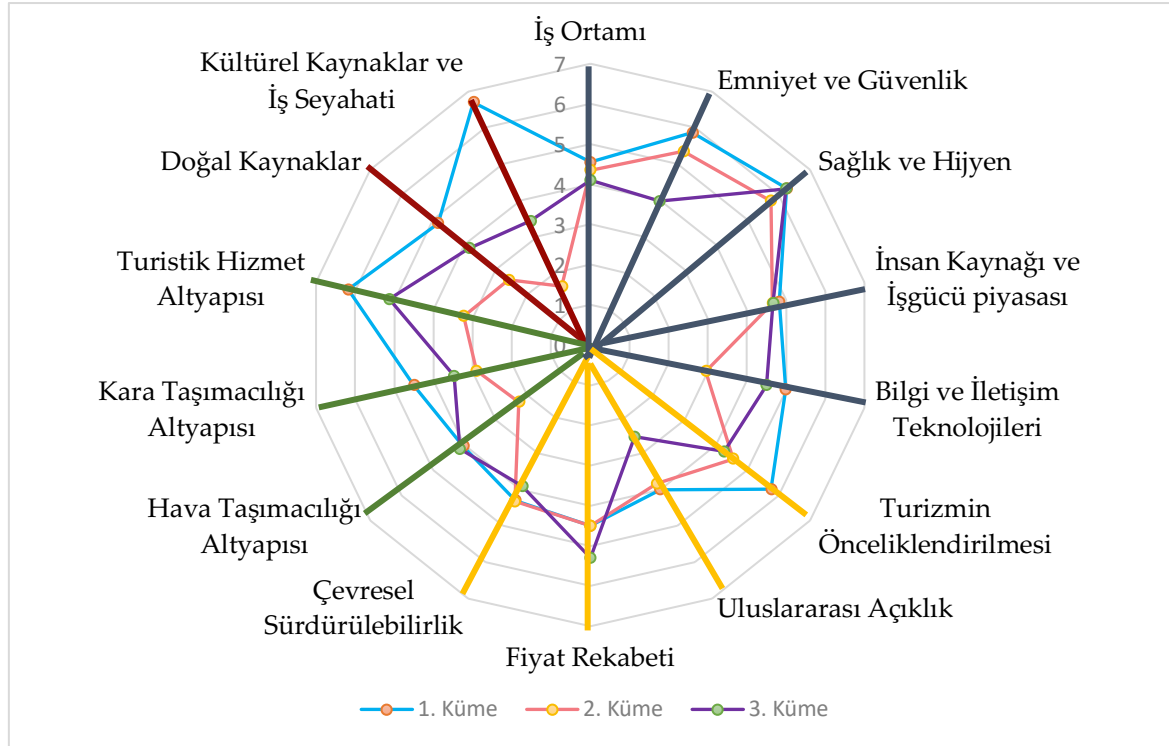 İş Ortamı
Emniyet ve Güvenlik
Sağlık ve Hijyen
İnsan Kaynağı ve
İşgücü piyasası
Bilgi ve İletişim
Teknolojileri
Turizmin
Önceliklendirilmesi
Uluslararası Açıklık
Fiyat Rekabeti
Çevresel
Sürdürülebilirlik
Hava Taşımacılığı
Altyapısı
Kara Taşımacılığı
Altyapısı
Turistik Hizmet
Altyapısı
Doğal Kaynaklar
Kültürel Kaynaklar ve
İş Seyahati
7
6
5
4
3
2
1
0
1. Küme
2. Küme
3. Küme